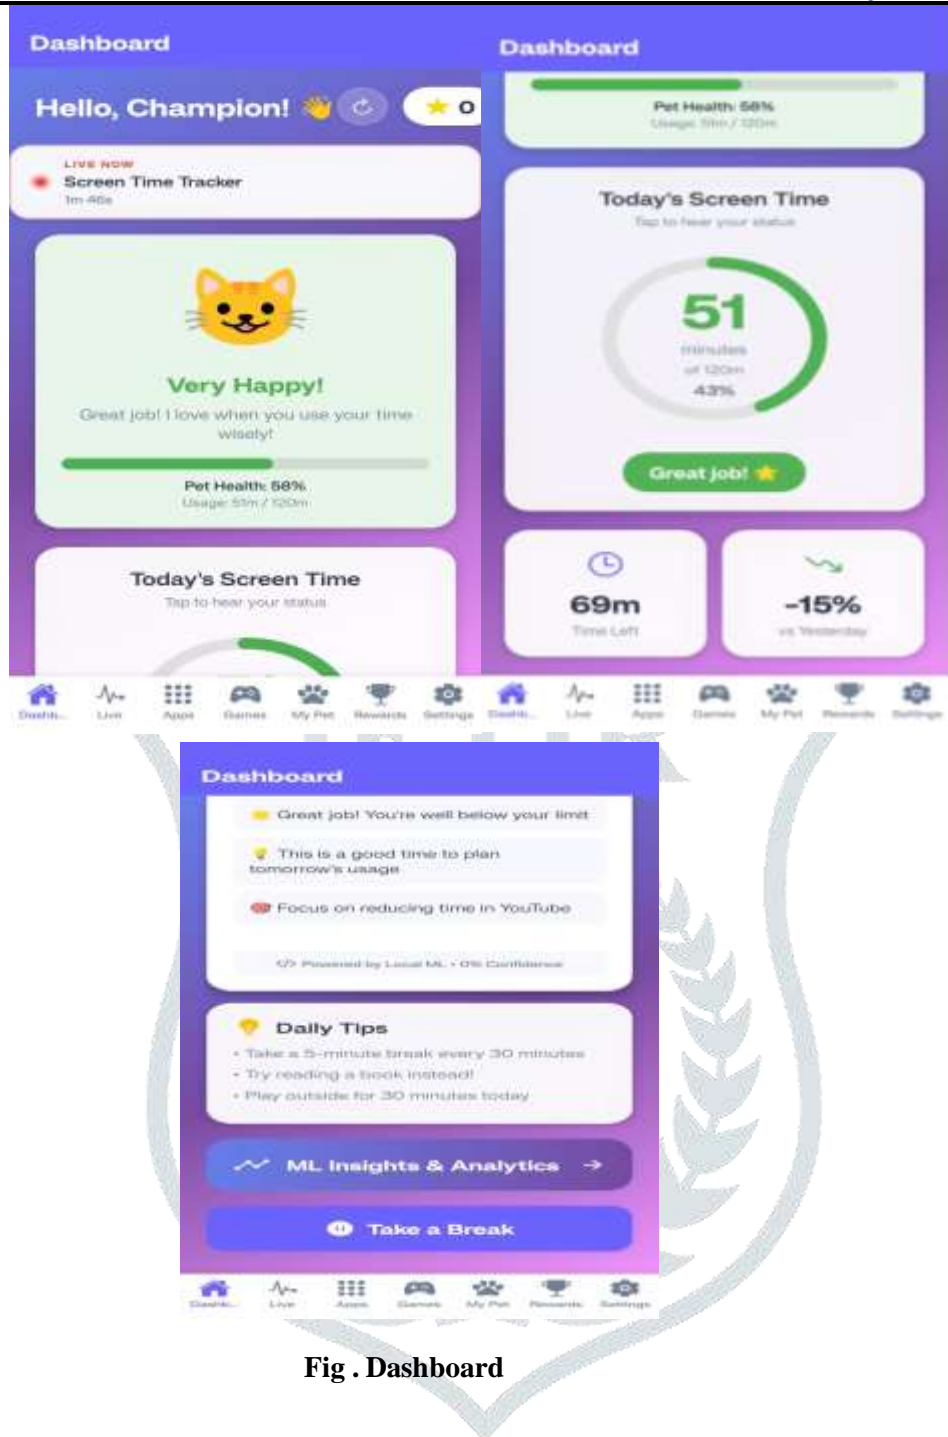 Dashboard
Hello, Champion!
0
LIVE NOW
Screen Time Tracker
1m 46s
Very Happy!
Great job! I love when you use your time
wisely!
Pet Health: 58%
Usage: 51m / 120m
Today's Screen Time
Tap to hear your status
Dashb...
Live
Apps
Games
My Pet
Rewards
Settings
Dashboard
Pet Health: 58%
Usage: 51m / 120m
Today's Screen Time
Tap to hear your status
51
minutes
of 120m
43%
Great job!
69m
Time Left
-15%
vs Yesterday
Dashb...
Live
Apps
Games
My Pet
Rewards
Settings
Dashboard
Great job! You're well below your limit
This is a good time to plan
tomorrow's usage
Focus on reducing time in YouTube
</> Powered by Local ML • 0% Confidence
Daily Tips
• Take a 5-minute break every 30 minutes
• Try reading a book instead!
• Play outside for 30 minutes today
ML Insights & Analytics →
Take a Break
Dashb...
Live
Apps
Games
My Pet
Rewards
Settings
Fig . Dashboard